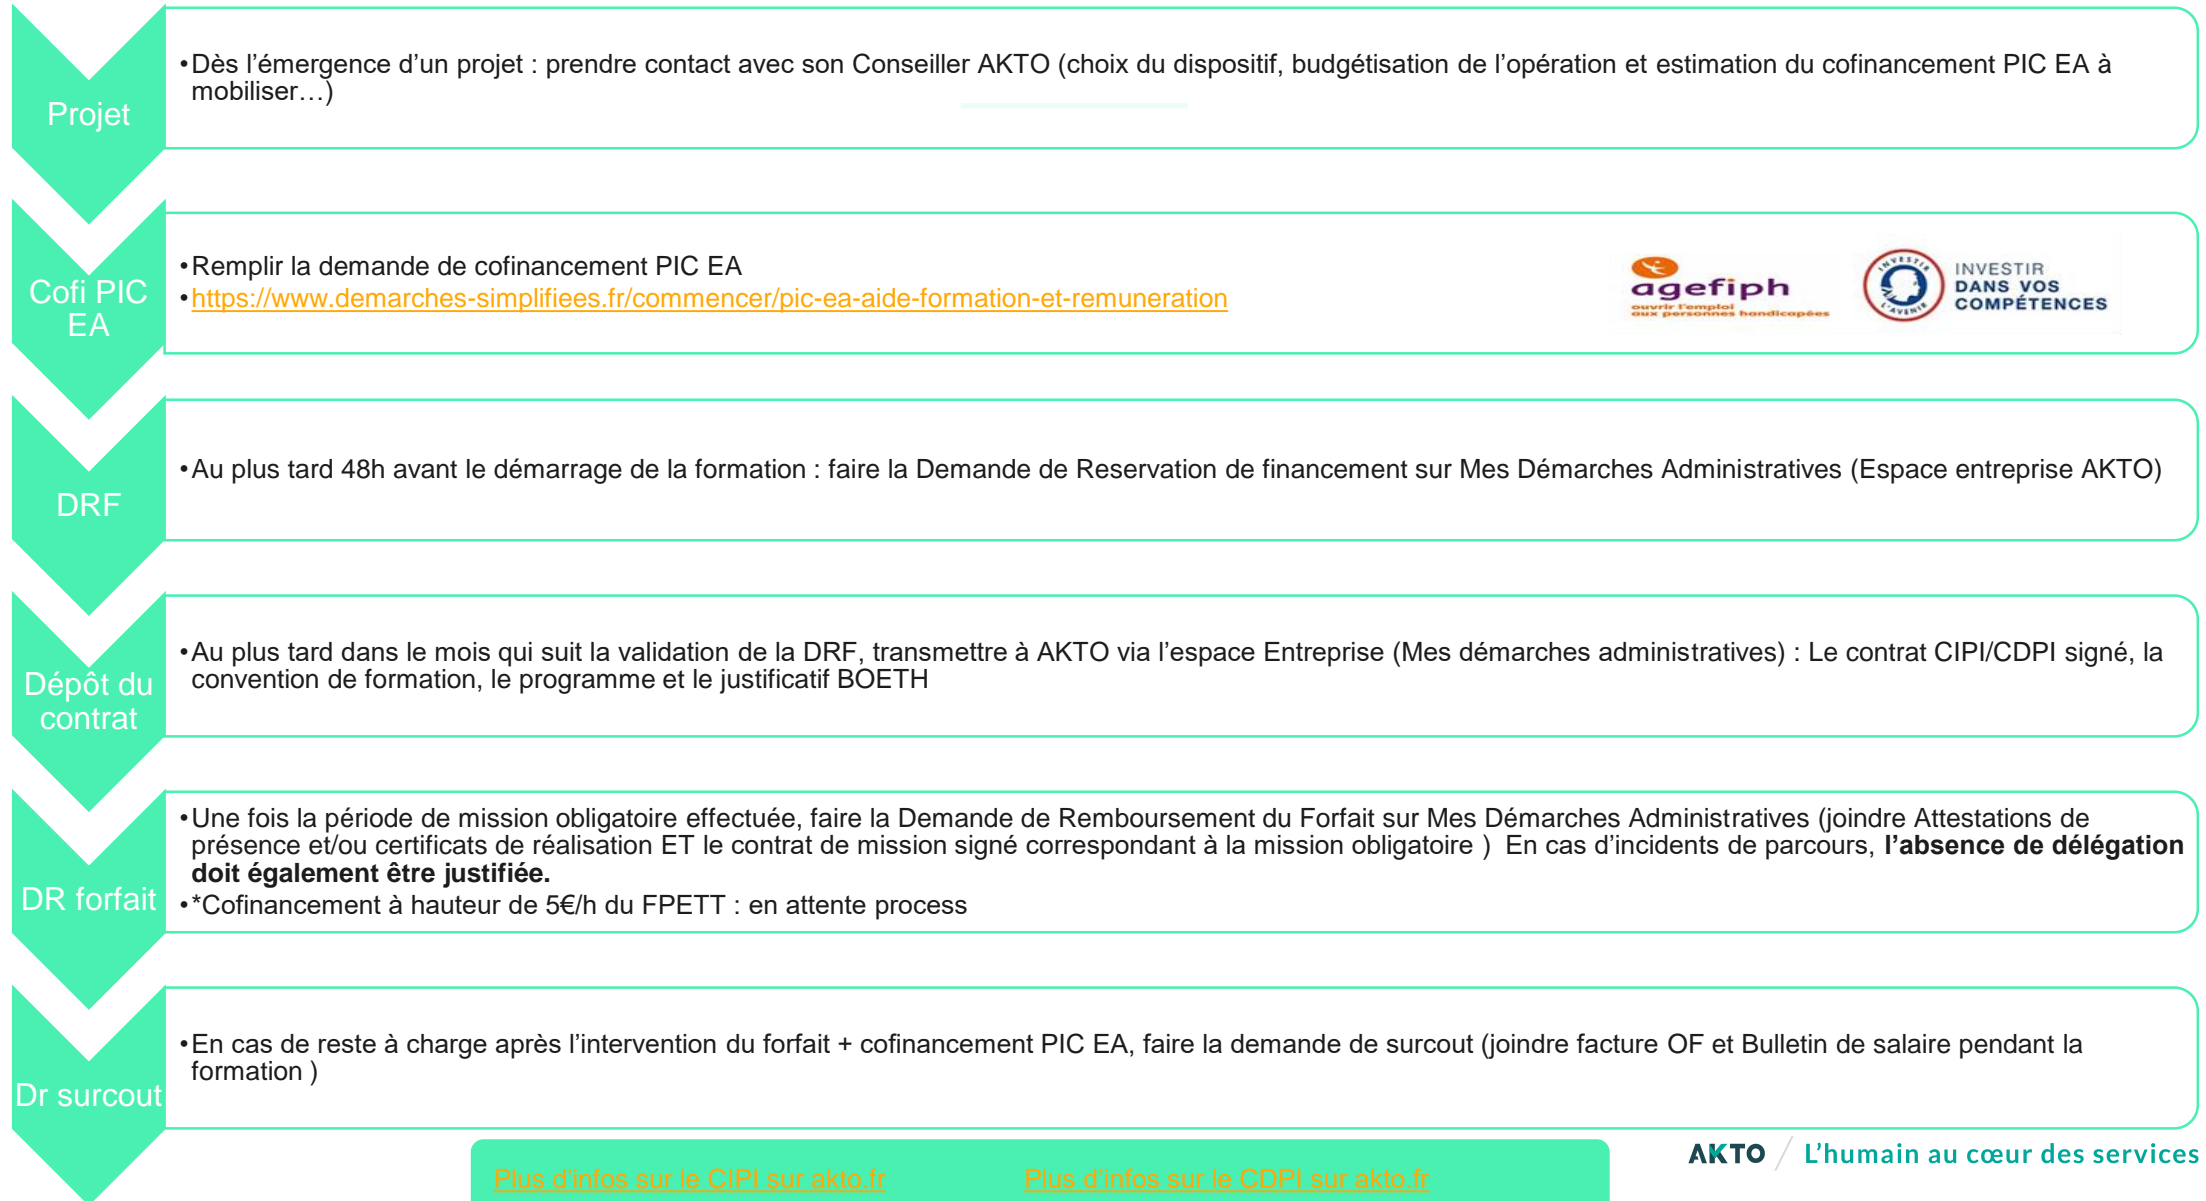 Projet
•Dès l’émergence d’un projet : prendre contact avec son Conseiller AKTO (choix du dispositif, budgétisation de l’opération et estimation du cofinancement PIC EA à
mobiliser…)
Cofi PIC
EA
•Remplir la demande de cofinancement PIC EA
•https://www.demarches-simplifiees.fr/commencer/pic-ea-aide-formation-et-remuneration
agefiph
ouvrir l'emploi
aux personnes handicapées
INVESTIR
L'AVENIR
INVESTIR
DANS VOS
COMPÉTENCES
DRF
•Au plus tard 48h avant le démarrage de la formation : faire la Demande de Reservation de financement sur Mes Démarches Administratives (Espace entreprise AKTO)
Dépôt du
contrat
•Au plus tard dans le mois qui suit la validation de la DRF, transmettre à AKTO via l’espace Entreprise (Mes démarches administratives) : Le contrat CIPI/CDPI signé, la
convention de formation, le programme et le justificatif BOETH
DR forfait
•Une fois la période de mission obligatoire effectuée, faire la Demande de Remboursement du Forfait sur Mes Démarches Administratives (joindre Attestations de
présence et/ou certificats de réalisation ET le contrat de mission signé correspondant à la mission obligatoire ) En cas d’incidents de parcours, l’absence de délégation
doit également être justifiée.
•*Cofinancement à hauteur de 5€/h du FPETT : en attente process
Dr surcout
•En cas de reste à charge après l’intervention du forfait + cofinancement PIC EA, faire la demande de surcout (joindre facture OF et Bulletin de salaire pendant la
formation )
Plus d’infos sur le CIPI sur akto.fr
Plus d’infos sur le CDPI sur akto.fr
AKTO / L’humain au cœur des services